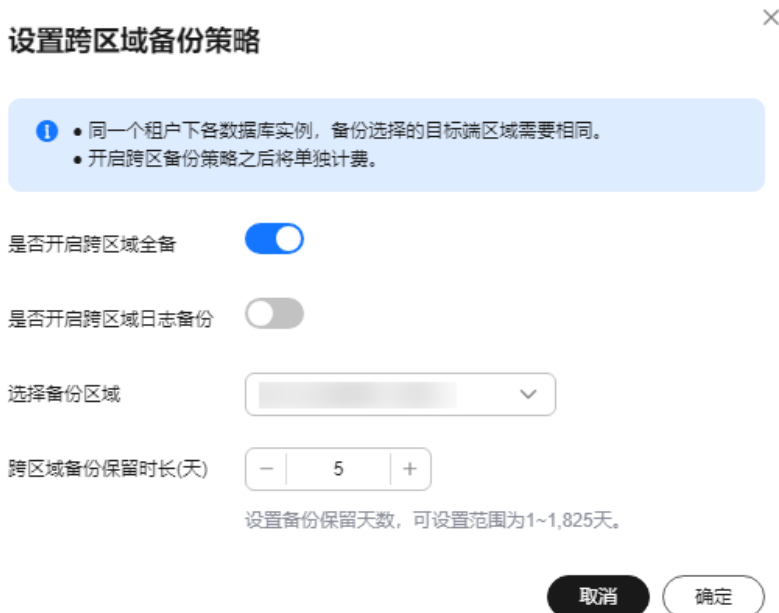 设置跨区域备份策略
● 同一个租户下各数据库实例，备份选择的目标端区域需要相同。
● 开启跨区备份策略之后将单独计费。
是否开启跨区域全备
是否开启跨区域日志备份
选择备份区域
跨区域备份保留时长(天) − 5 +
设置备份保留天数，可设置范围为1~1,825天。
取消 确定